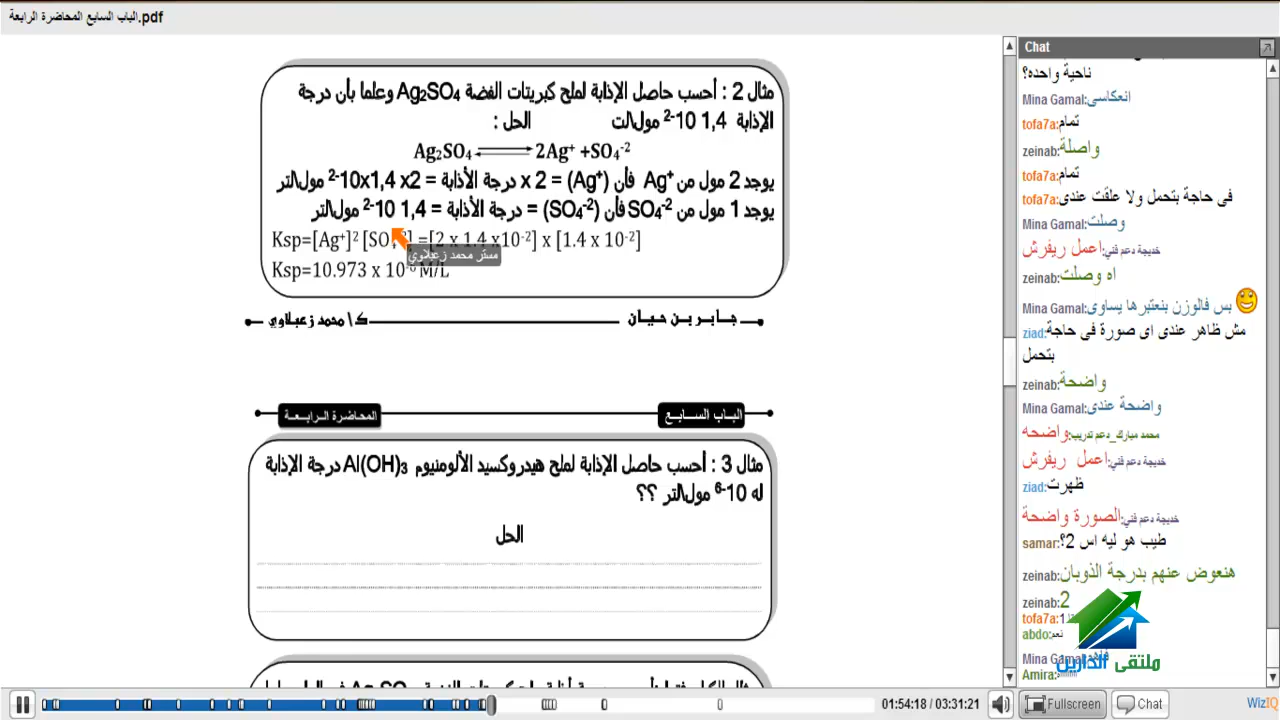 الباب السابع المحاضرة الرابعة.pdf
مثال 2 : أحسب حاصل الإذابة لملح كبريتات الفضة Ag₂SO₄ وعلما بأن درجة
الإذابة 1,4 10⁻² مول\لت الحل :
Ag₂SO₄ ⇌ 2Ag⁺ +SO₄⁻²
يوجد 2 مول من Ag⁺ فأن (Ag⁺) = 2 x درجة الأذابة = 2x 1,4x10⁻² مول\لتر
يوجد 1 مول من SO₄⁻² فأن (SO₄⁻²) = درجة الأذابة = 1,4 10⁻² مول\لتر
Ksp=[Ag⁺]² [SO =[2 x 1.4 x10⁻²] x [1.4 x 10⁻²]
مستر محمد زعبلاوي
Ksp=10.973 x 10⁻⁶ M/L
جابر بن حيان
ك\ محمد زعبلاوي
الباب السابع
المحاضرة الرابعة
مثال 3 : أحسب حاصل الإذابة لملح هيدروكسيد الألومنيوم Al(OH)₃ درجة الإذابة
له 10⁻⁶ مول\لتر ؟؟
الحل
Chat
ناحية واحده؟
Mina Gamal:انعكاسى
tofa7a:تمام
zeinab:واصلة
tofa7a:تمام
tofa7a:فى حاجة بتحمل ولا علقت عندى
Mina Gamal:وصلت
خديجة دعم فني:اعمل ريفرش
zeinab:اه وصلت
Mina Gamal:بس فالوزن بنعتبرها يساوى
ziad:مش ظاهر عندى اى صورة فى حاجة
بتحمل
zeinab:واضحة
Mina Gamal:واضحة عندى
محمد مبارك_دعم تدريب:واضحه
خديجة دعم فني:اعمل ريفرش
ziad:ظهرت
خديجة دعم فني:الصورة واضحة
samar:طيب هو ليه اس 2؟
zeinab:هنعوض عنهم بدرجة الذوبان
zeinab:2
tofa7a:1
abdo:نعم
Mina Gamal:
Amira:
ملتقى الدارين
01:54:18 / 03:31:21
Fullscreen
Chat
WizIQ